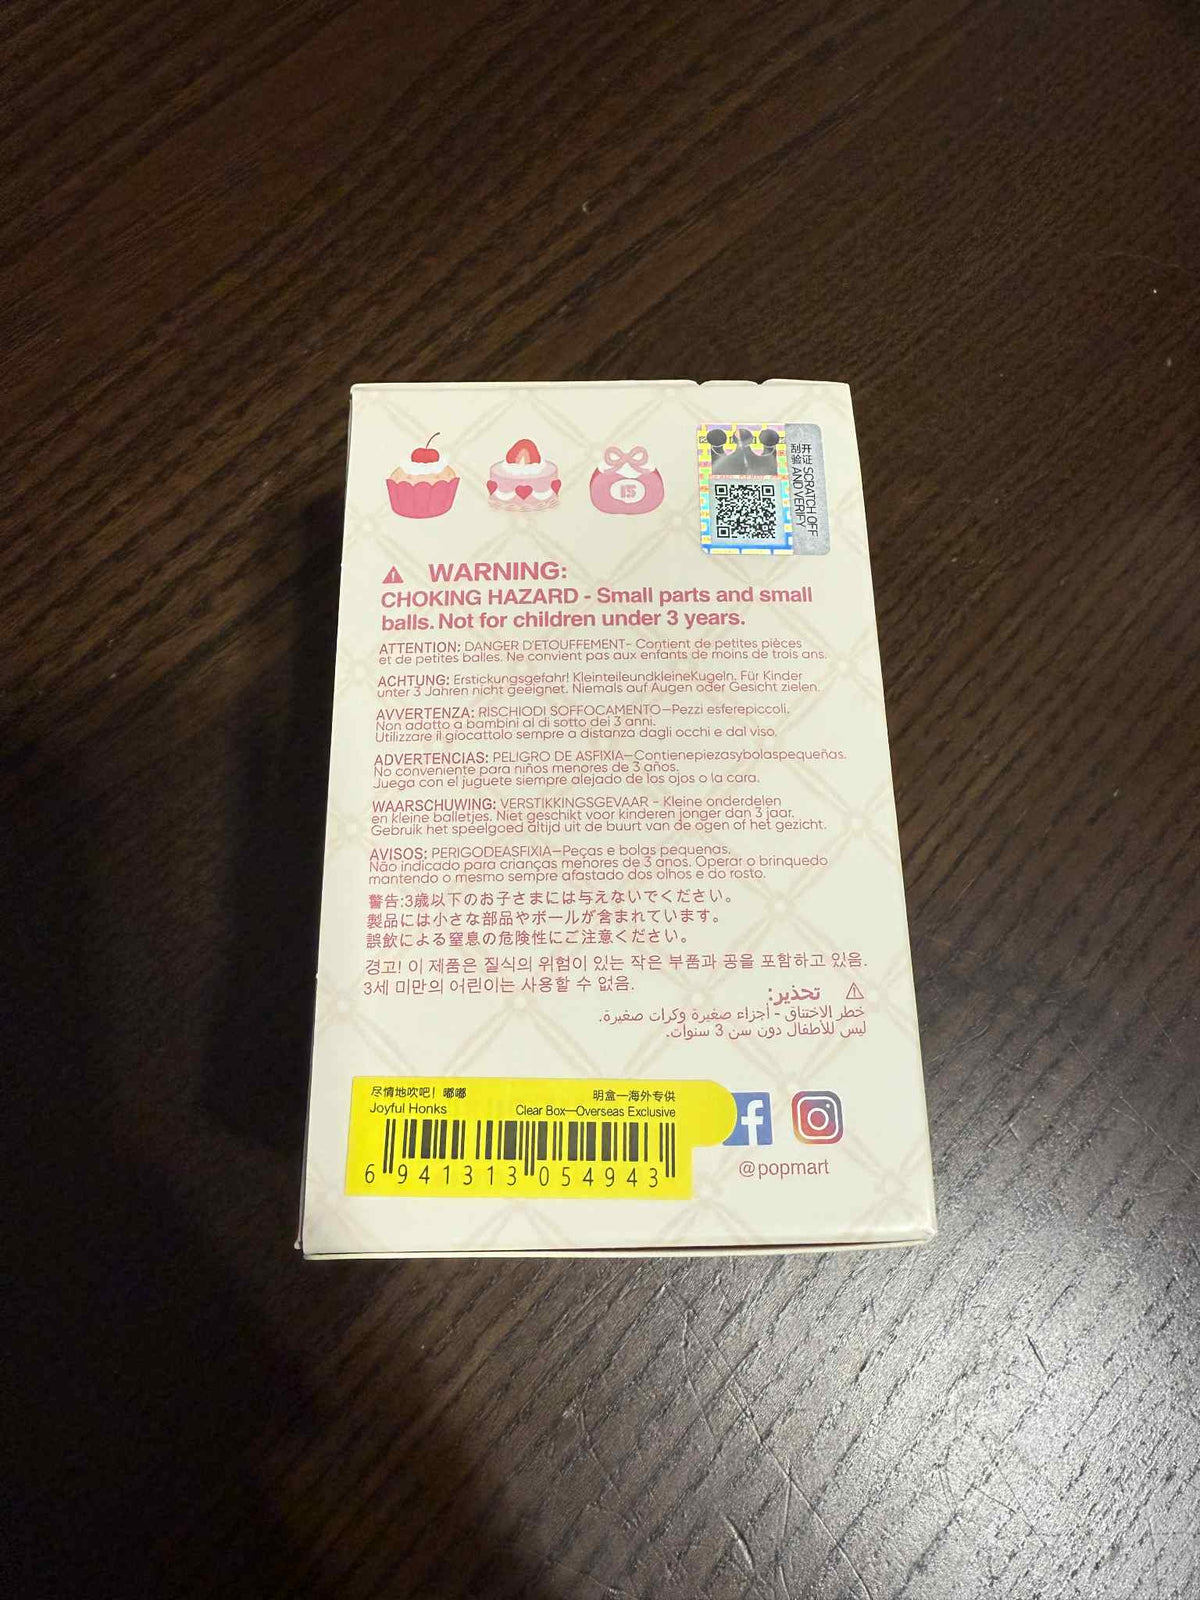 15
开证 SCRATCH OFF
刮验 AND VERIFY
WARNING:
CHOKING HAZARD - Small parts and small
balls. Not for children under 3 years.
ATTENTION: DANGER D'ETOUFFEMENT- Contient de petites pièces
et de petites balles. Ne convient pas aux enfants de moins de trois ans.
ACHTUNG: Erstickungsgefahr! KleinteileundkleineKugeln. Für Kinder
unter 3 Jahren nicht geeignet. Niemals auf Augen oder Gesicht zielen.
AVVERTENZA: RISCHIODI SOFFOCAMENTO—Pezzi esferepiccoli.
Non adatto a bambini al di sotto dei 3 anni.
Utilizzare il giocattolo sempre a distanza dagli occhi e dal viso.
ADVERTENCIAS: PELIGRO DE ASFIXIA—Contienepiezasybolaspequeñas.
No conveniente para niños menores de 3 años.
Juega con el juguete siempre alejado de los ojos o la cara.
WAARSCHUWING: VERSTIKKINGSGEVAAR - Kleine onderdelen
en kleine balletjes. Niet geschikt voor kinderen jonger dan 3 jaar.
Gebruik het speelgoed altijd uit de buurt van de ogen of het gezicht.
AVISOS: PERIGODEASFIXIA—Peças e bolas pequenas.
Não indicado para crianças menores de 3 anos. Operar o brinquedo
mantendo o mesmo sempre afastado dos olhos e do rosto.
警告:3歳以下のお子さまには与えないでください。
製品には小さな部品やボールが含まれています。
誤飲による窒息の危険性にご注意ください。
경고! 이 제품은 질식의 위험이 있는 작은 부품과 공을 포함하고 있음.
3세 미만의 어린이는 사용할 수 없음.
تحذير:
خطر الاختناق - أجزاء صغيرة وكرات صغيرة.
ليس للأطفال دون سن 3 سنوات.
尽情地吹吧! 嘟嘟 明盒—海外专供
Joyful Honks Clear Box—Overseas Exclusive
6 941313 054943
@popmart